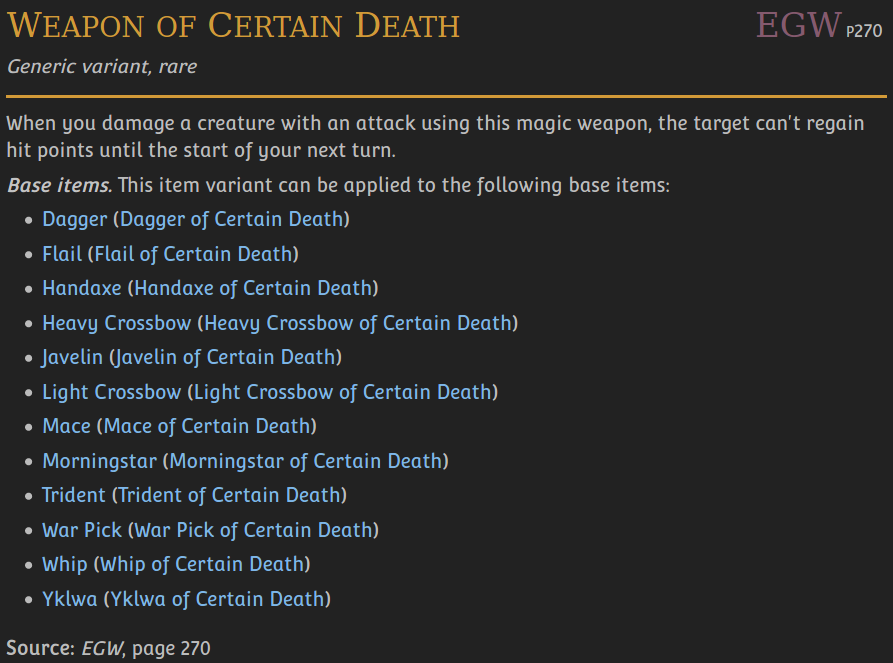 Weapon of Certain Death EGW P270
Generic variant, rare
When you damage a creature with an attack using this magic weapon, the target can't regain
hit points until the start of your next turn.
Base items. This item variant can be applied to the following base items:
• Dagger (Dagger of Certain Death)
• Flail (Flail of Certain Death)
• Handaxe (Handaxe of Certain Death)
• Heavy Crossbow (Heavy Crossbow of Certain Death)
• Javelin (Javelin of Certain Death)
• Light Crossbow (Light Crossbow of Certain Death)
• Mace (Mace of Certain Death)
• Morningstar (Morningstar of Certain Death)
• Trident (Trident of Certain Death)
• War Pick (War Pick of Certain Death)
• Whip (Whip of Certain Death)
• Yklwa (Yklwa of Certain Death)
Source: EGW, page 270